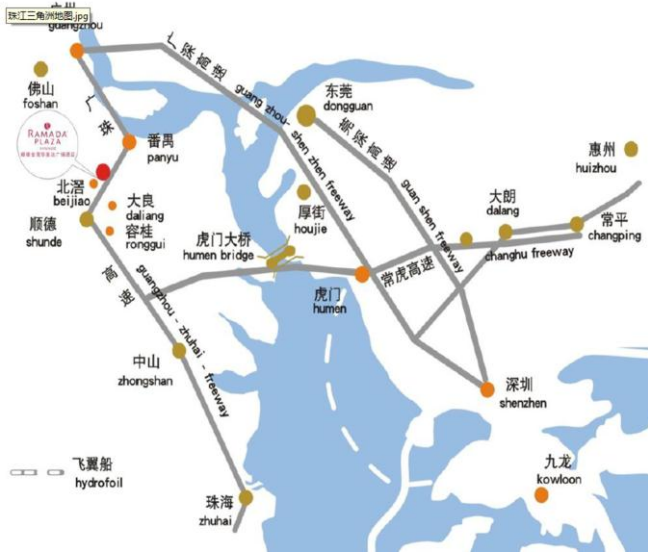 珠江三角洲地图.jpg
guangzhou
佛山
foshan
广珠
高速
guangzhou - zhuhai - freeway
RAMADA
PLAZA
番禺
panyu
北滘
beijiao
大良
daliang
顺德
shunde
容桂
ronggui
广深高速
guang zhou- shen zhen freeway
东莞
dongguan
莞深高速
guan shen freeway
惠州
huizhou
厚街
houjie
大朗
dalang
常平
changping
虎门大桥
humen bridge
常虎高速
changhu freeway
虎门
humen
中山
zhongshan
深圳
shenzhen
飞翼船
hydrofoil
珠海
zhuhai
九龙
kowloon